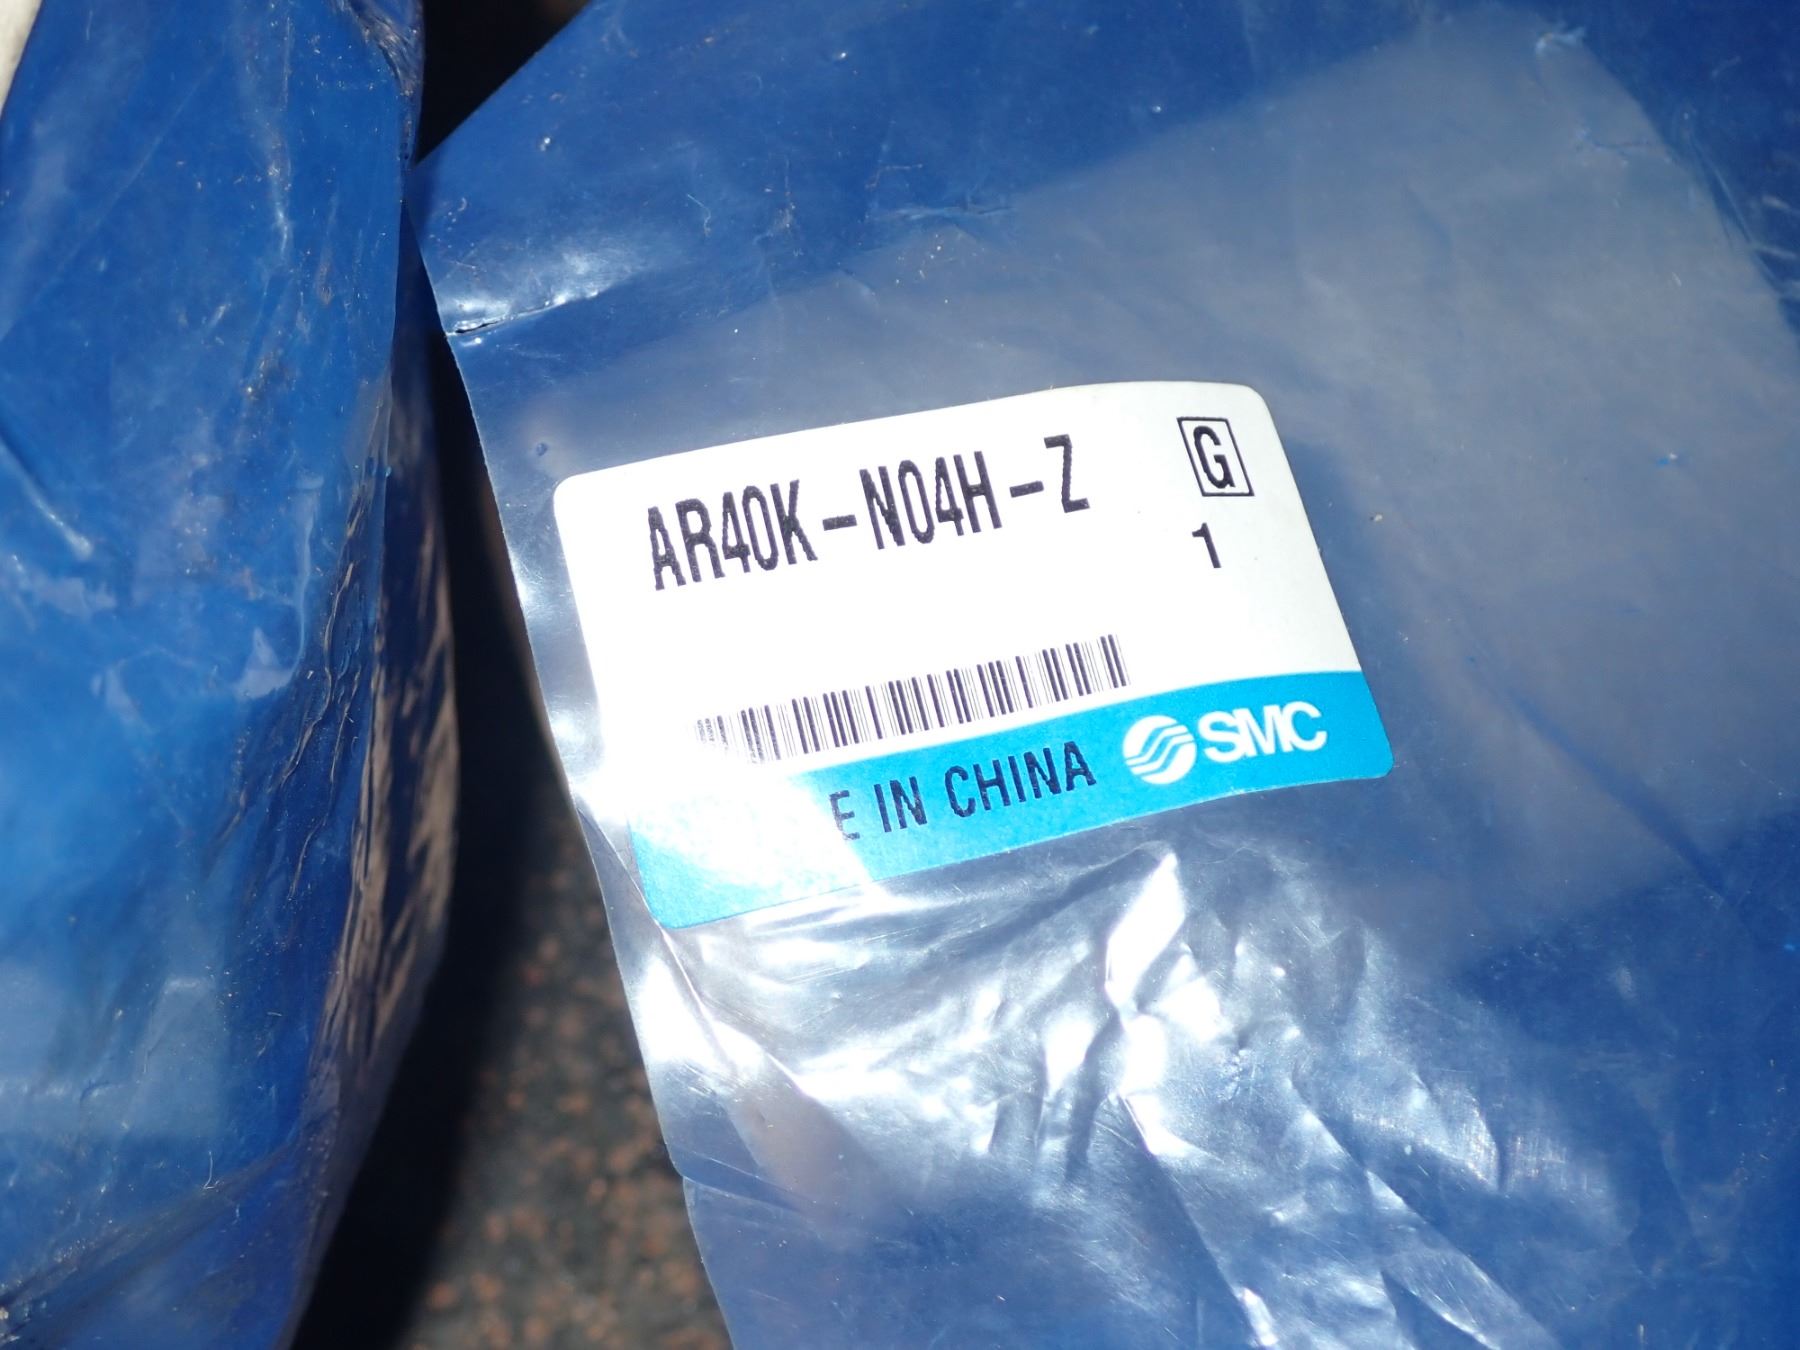 AR40K-N04H-Z
G
1
E IN CHINA
SMC